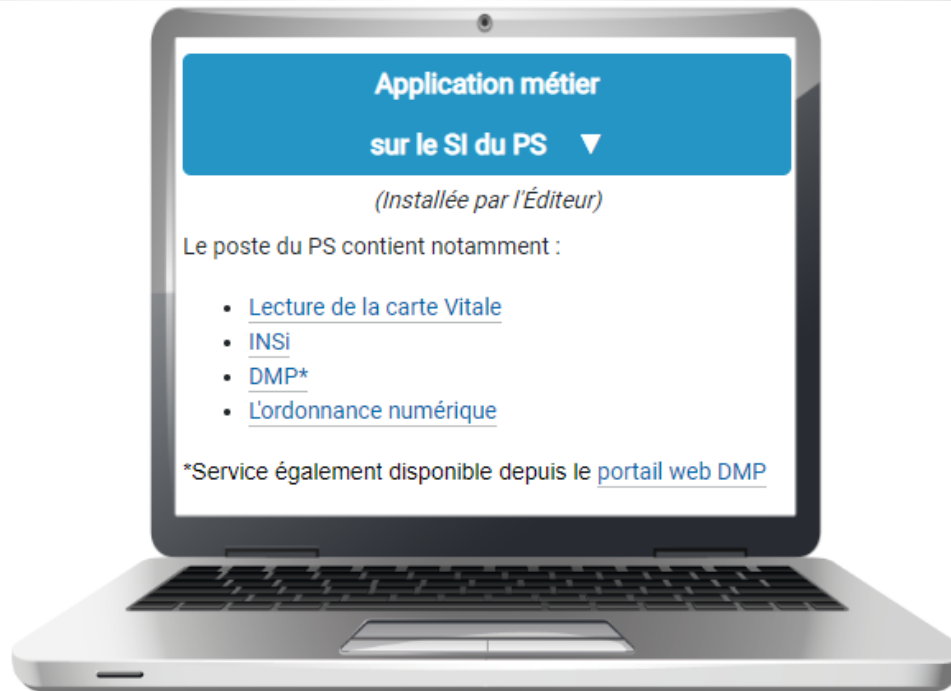 Application métier
sur le SI du PS ▼
(Installée par l'Éditeur)
Le poste du PS contient notamment :
• Lecture de la carte Vitale
• INSi
• DMP*
• L'ordonnance numérique
*Service également disponible depuis le portail web DMP